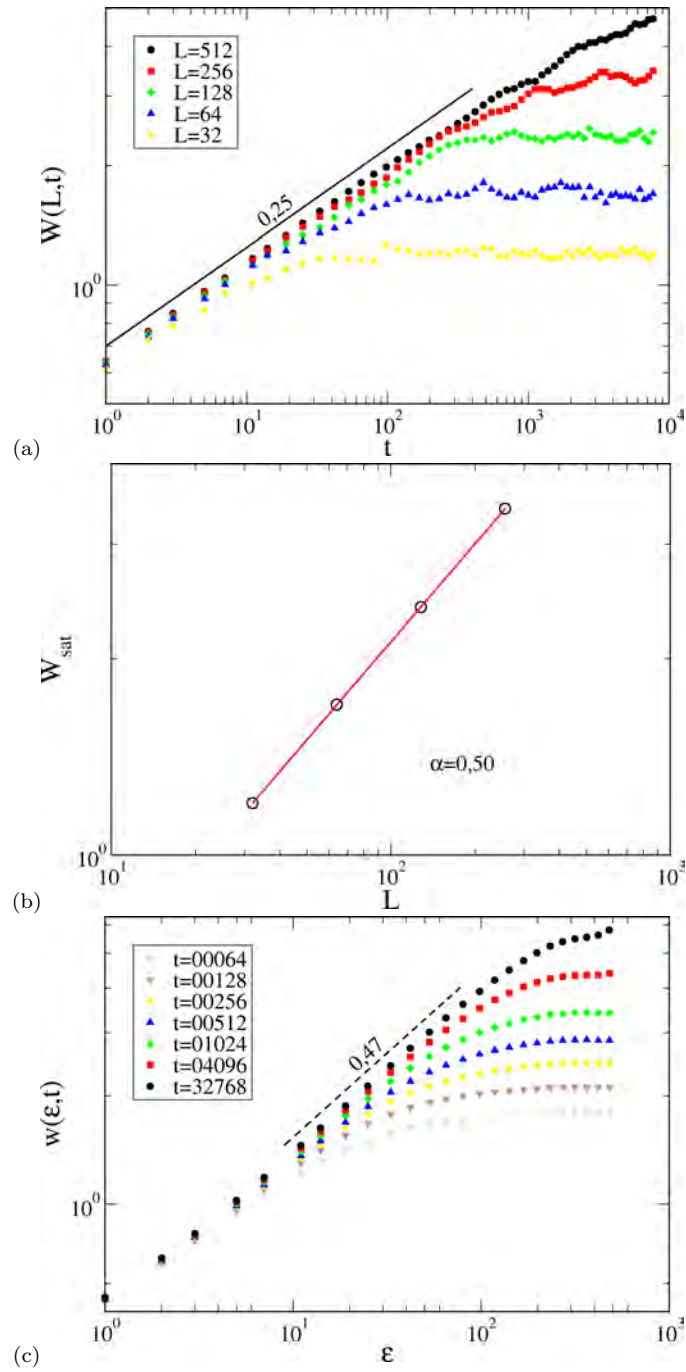 L=512
L=256
L=128
L=64
L=32
0,25
W(L,t)
10⁰
10⁰ 10¹ 10² 10³ 10⁴
t
(a)
W_sat
α=0,50
10⁰
10¹ 10² 10³
L
(b)
t=00064
t=00128
t=00256
t=00512
t=01024
t=04096
t=32768
0,47
w(ε,t)
10⁰
10⁰ 10¹ 10² 10³
ε
(c)